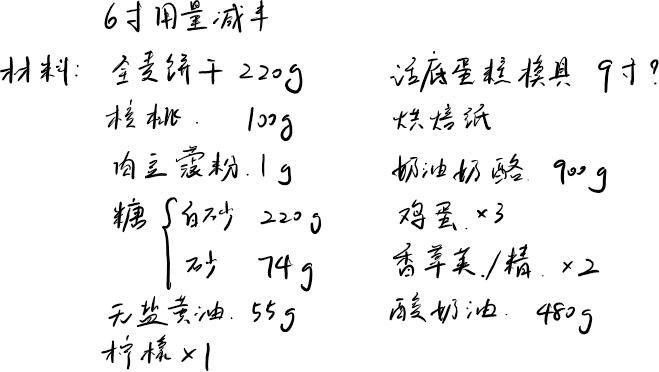 6寸用量减半
材料: 全麦饼干 220g
核桃. 100g
肉豆蔻粉. 1g
糖 { 白砂 220g
砂 74g
无盐黄油. 55g
柠檬 ×1
活底蛋糕模具 9寸?
烘焙纸
奶油奶酪. 900g
鸡蛋. ×3
香草荚/精. ×2
酸奶油. 480g